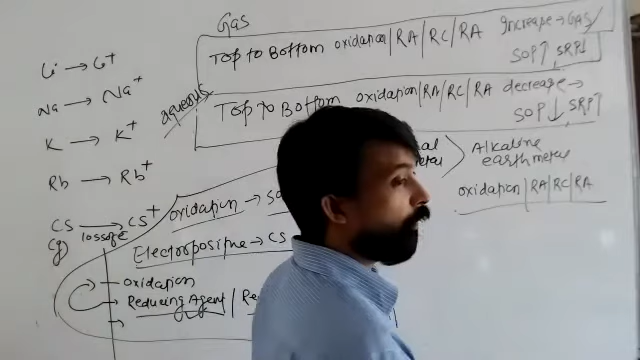 Gas
Top to Bottom oxidation/RA/RC/RA increase → Gas/
SOP↑, SRP↓
aqueous
Top to Bottom oxidation/RA/RC/RA decrease →
SOP↓, SRP↑
Li → Li⁺
Na → Na⁺
K → K⁺
Rb → Rb⁺
Cs → Cs⁺
(g) loss of e
Alkaline
earth metal
oxidation/RA/RC/RA
oxidation →
Electropositive → Cs
→ oxidation
→ Reducing Agent/